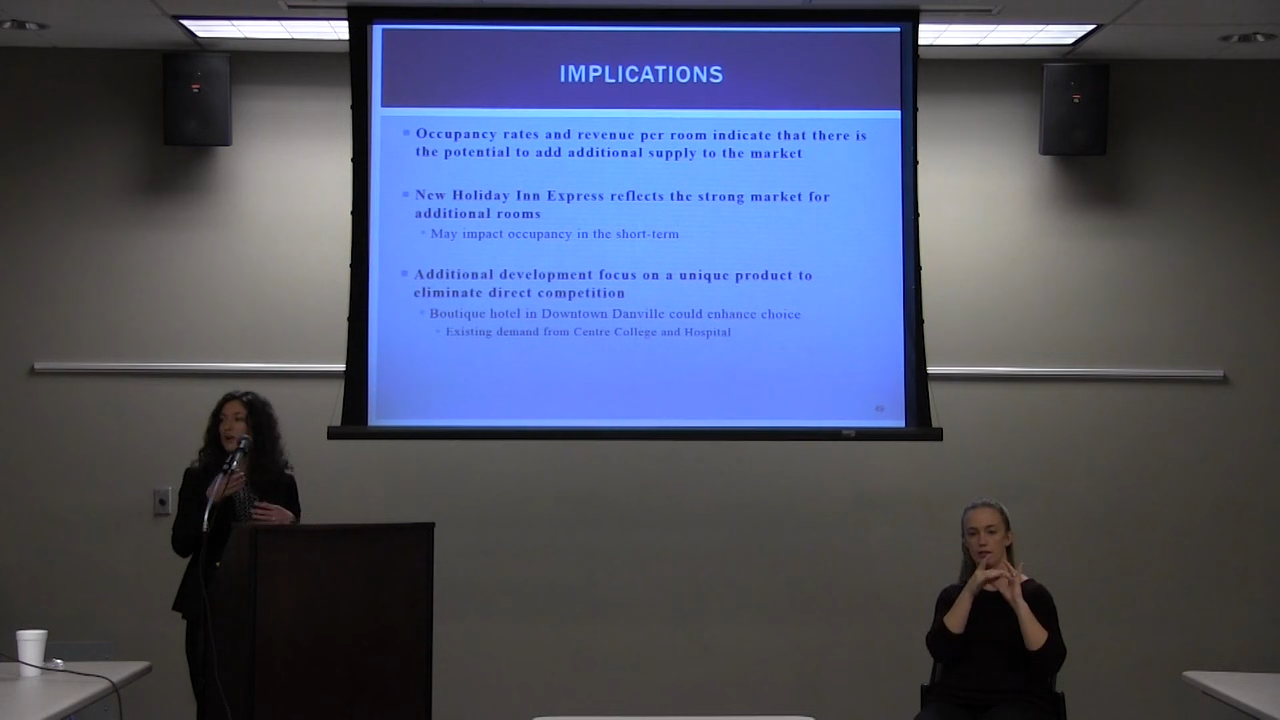 IMPLICATIONS
Occupancy rates and revenue per room indicate that there is
the potential to add additional supply to the market
New Holiday Inn Express reflects the strong market for
additional rooms
May impact occupancy in the short-term
Additional development focus on a unique product to
eliminate direct competition
Boutique hotel in Downtown Danville could enhance choice
Existing demand from Centre College and Hospital